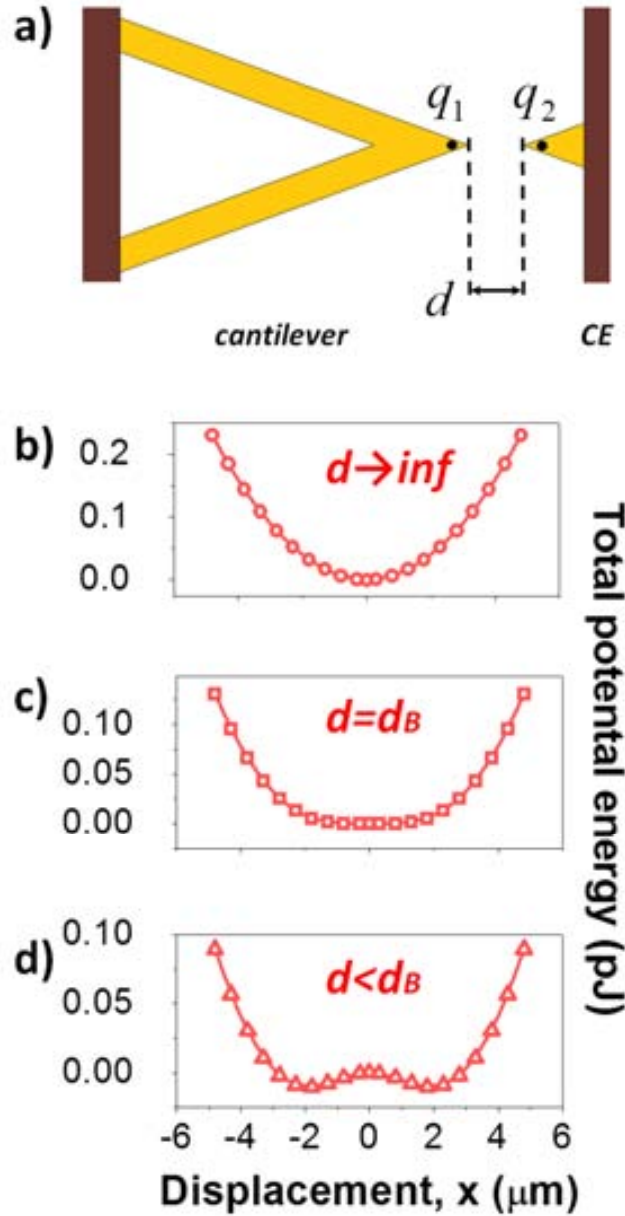 a)
q1 q2
d
cantilever CE
b)
0.2
0.1
0.0
d→inf
c)
0.10
0.05
0.00
d=dB
d)
0.10
0.05
0.00
d<dB
-6 -4 -2 0 2 4 6
Displacement, x (μm)
Total potential energy (pJ)